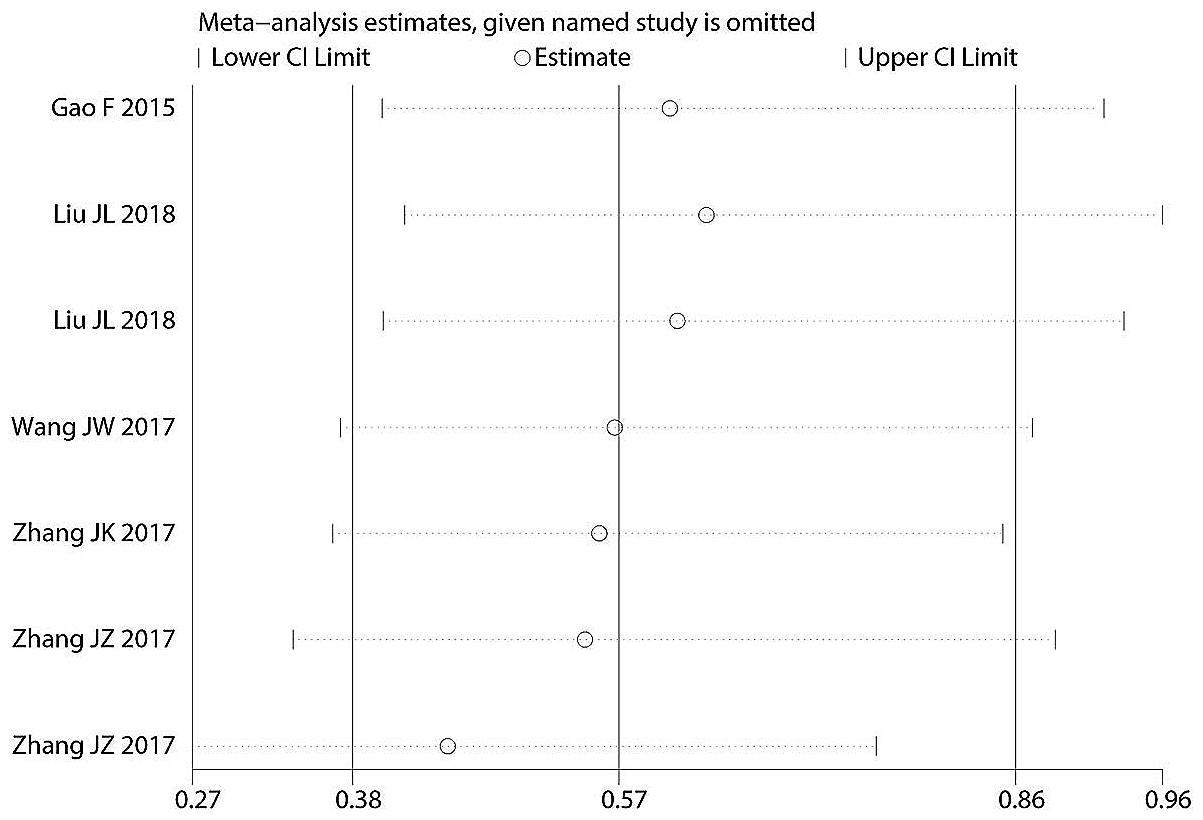 Meta−analysis estimates, given named study is omitted
| Lower CI Limit ○ Estimate | Upper CI Limit
Gao F 2015
Liu JL 2018
Liu JL 2018
Wang JW 2017
Zhang JK 2017
Zhang JZ 2017
Zhang JZ 2017
0.27 0.38 0.57 0.86 0.96